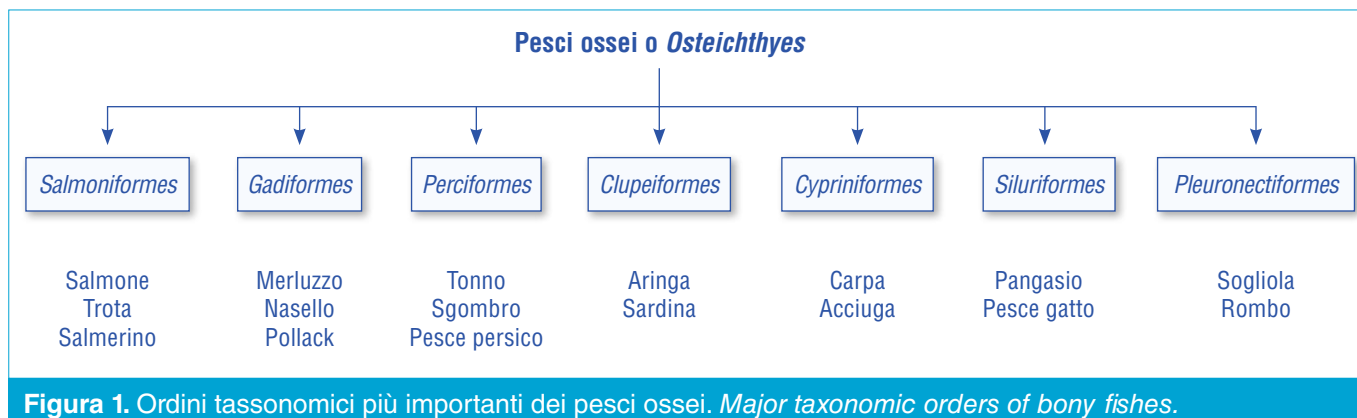 Pesci ossei o Osteichthyes
Salmoniformes
Gadiformes
Perciformes
Clupeiformes
Cypriniformes
Siluriformes
Pleuronectiformes
Salmone
Trota
Salmerino
Merluzzo
Nasello
Pollack
Tonno
Sgombro
Pesce persico
Aringa
Sardina
Carpa
Acciuga
Pangasio
Pesce gatto
Sogliola
Rombo
Figura 1. Ordini tassonomici più importanti dei pesci ossei. Major taxonomic orders of bony fishes.